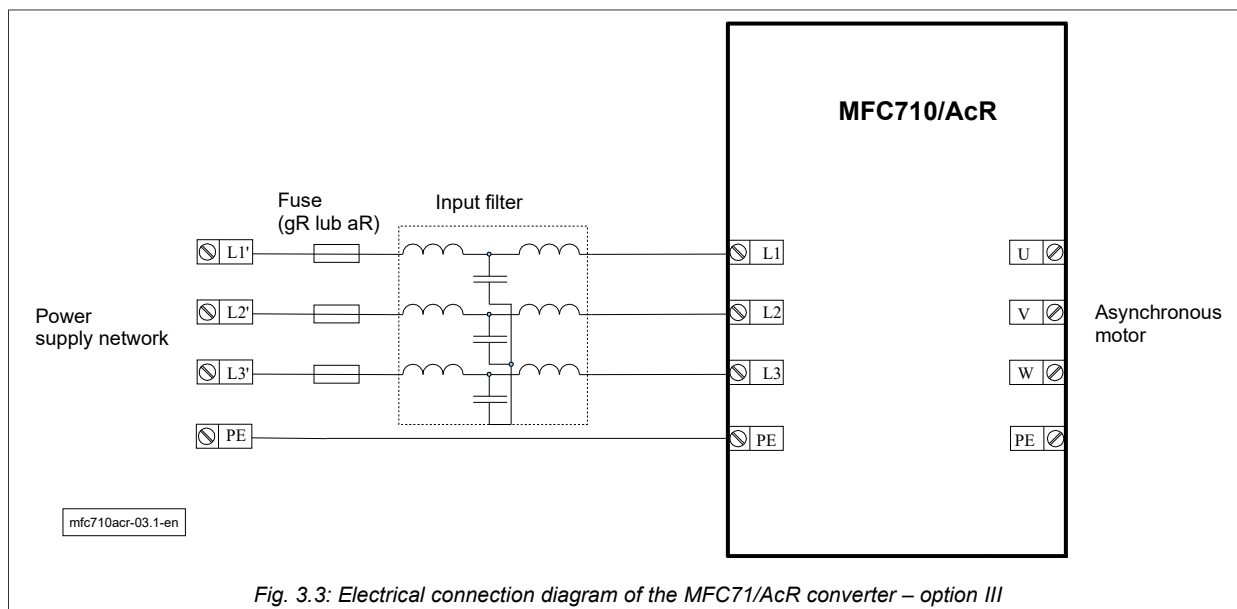 MFC710/AcR
Fuse
(gR lub aR)
Input filter
L1'
L1
U
Power
supply network
L2'
L2
V
Asynchronous
motor
L3'
L3
W
PE
PE
PE
mfc710acr-03.1-en
Fig. 3.3: Electrical connection diagram of the MFC71/AcR converter – option III